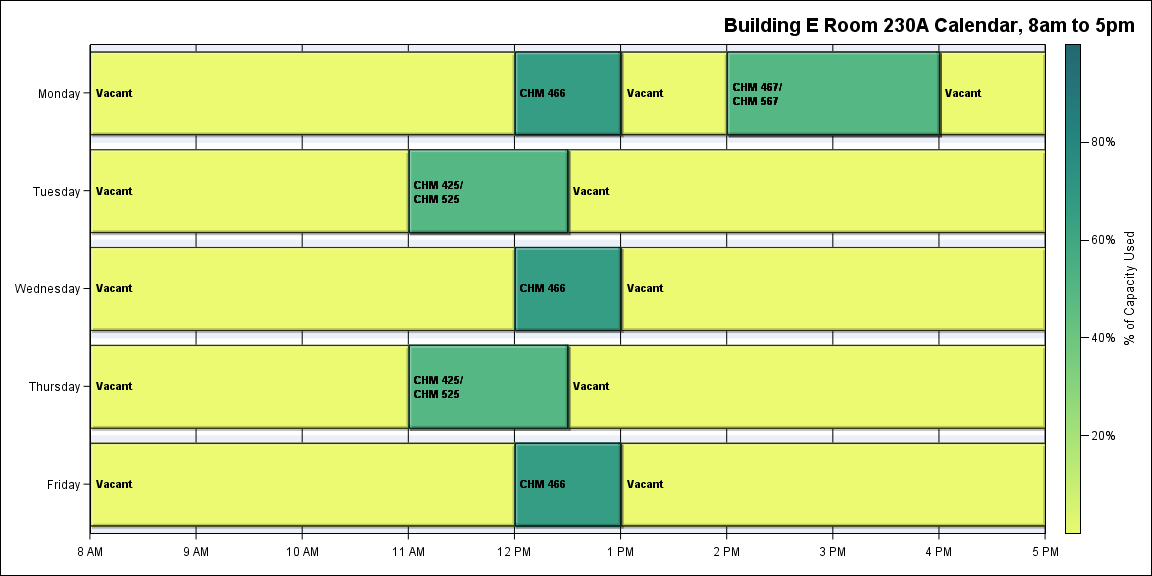 Building E Room 230A Calendar, 8am to 5pm
Monday
Vacant
CHM 466
Vacant
CHM 467/
CHM 567
Vacant
Tuesday
Vacant
CHM 425/
CHM 525
Vacant
Wednesday
Vacant
CHM 466
Vacant
Thursday
Vacant
CHM 425/
CHM 525
Vacant
Friday
Vacant
CHM 466
Vacant
8 AM
9 AM
10 AM
11 AM
12 PM
1 PM
2 PM
3 PM
4 PM
5 PM
80%
60%
40%
20%
% of Capacity Used